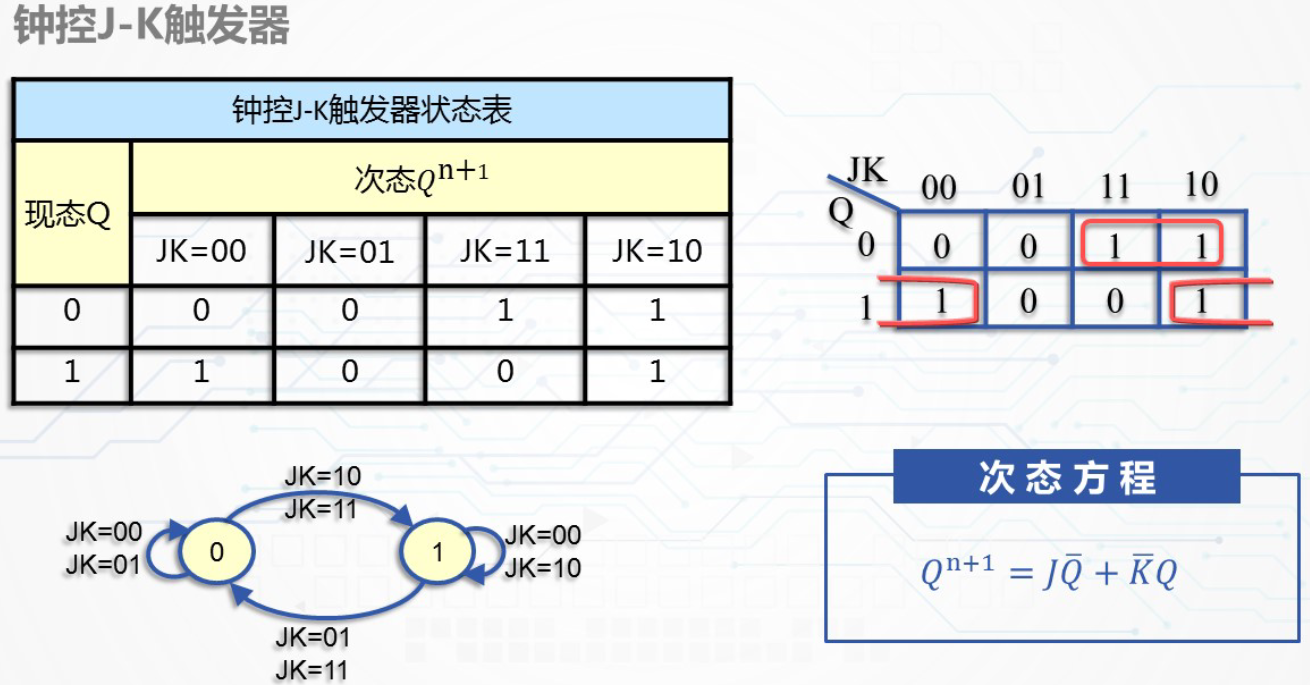 钟控J-K触发器
钟控J-K触发器状态表
现态Q
次态Qⁿ⁺¹
JK=00 JK=01 JK=11 JK=10
0 0 0 1 1
1 1 0 0 1
JK
Q
00 01 11 10
0 0 0 1 1
1 1 0 0 1
JK=10
JK=11
JK=00
JK=01
0
1
JK=00
JK=10
JK=01
JK=11
次态方程
Qⁿ⁺¹ = JQ̅ + K̅Q